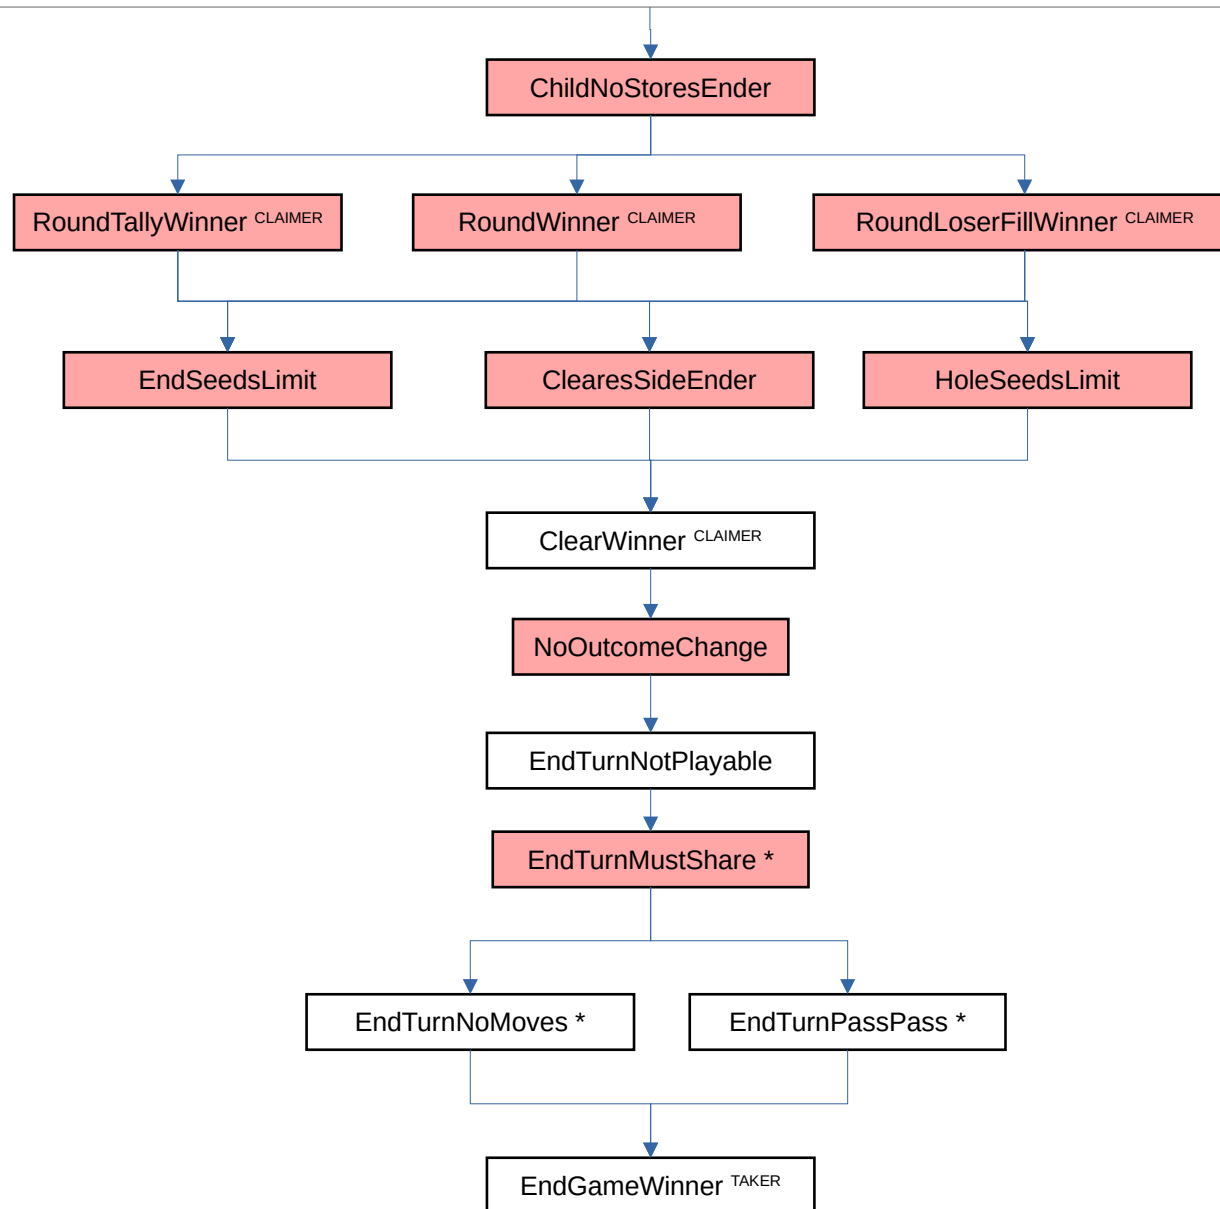 ChildNoStoresEnder
RoundTallyWinner CLAIMER
RoundWinner CLAIMER
RoundLoserFillWinner CLAIMER
EndSeedsLimit
ClearesSideEnder
HoleSeedsLimit
ClearWinner CLAIMER
NoOutcomeChange
EndTurnNotPlayable
EndTurnMustShare *
EndTurnNoMoves *
EndTurnPassPass *
EndGameWinner TAKER